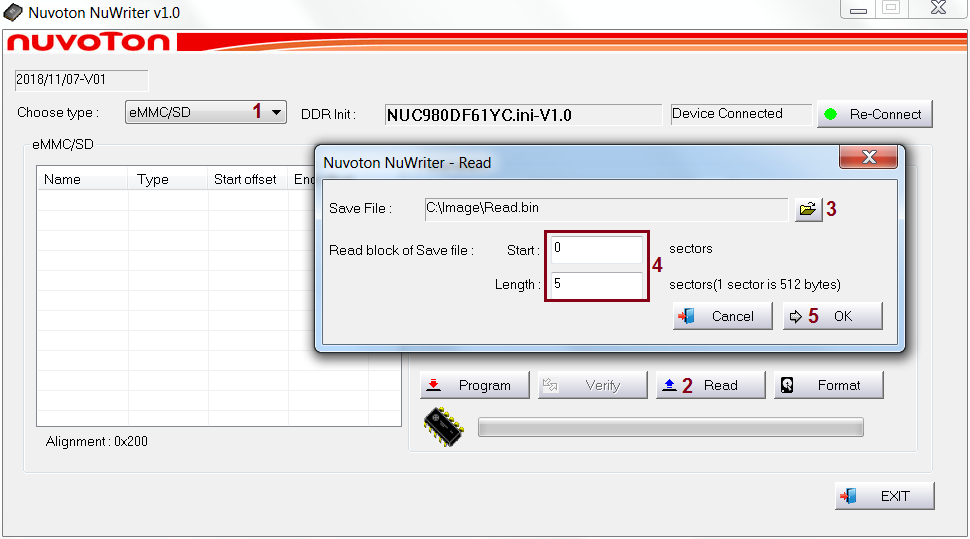 Nuvoton NuWriter v1.0
nuvoTon
2018/11/07-V01
Choose type : eMMC/SD 1 DDR Init : NUC980DF61YC.ini-V1.0 Device Connected Re-Connect
eMMC/SD
Name Type Start offset
Nuvoton NuWriter - Read
Save File : C:\Image\Read.bin 3
Read block of Save file : Start : 0 sectors
4
Length : 5 sectors(1 sector is 512 bytes)
Cancel 5 OK
Program Verify 2 Read Format
Alignment : 0x200
EXIT